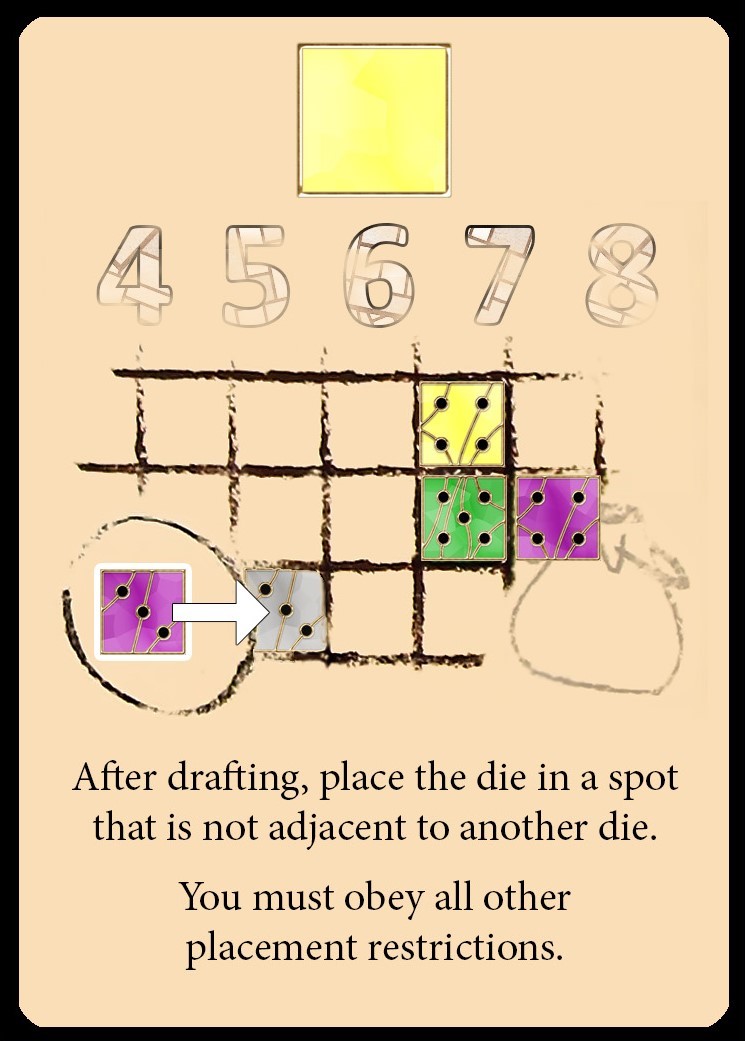 4 5 6 7 8
After drafting, place the die in a spot
that is not adjacent to another die.
You must obey all other
placement restrictions.